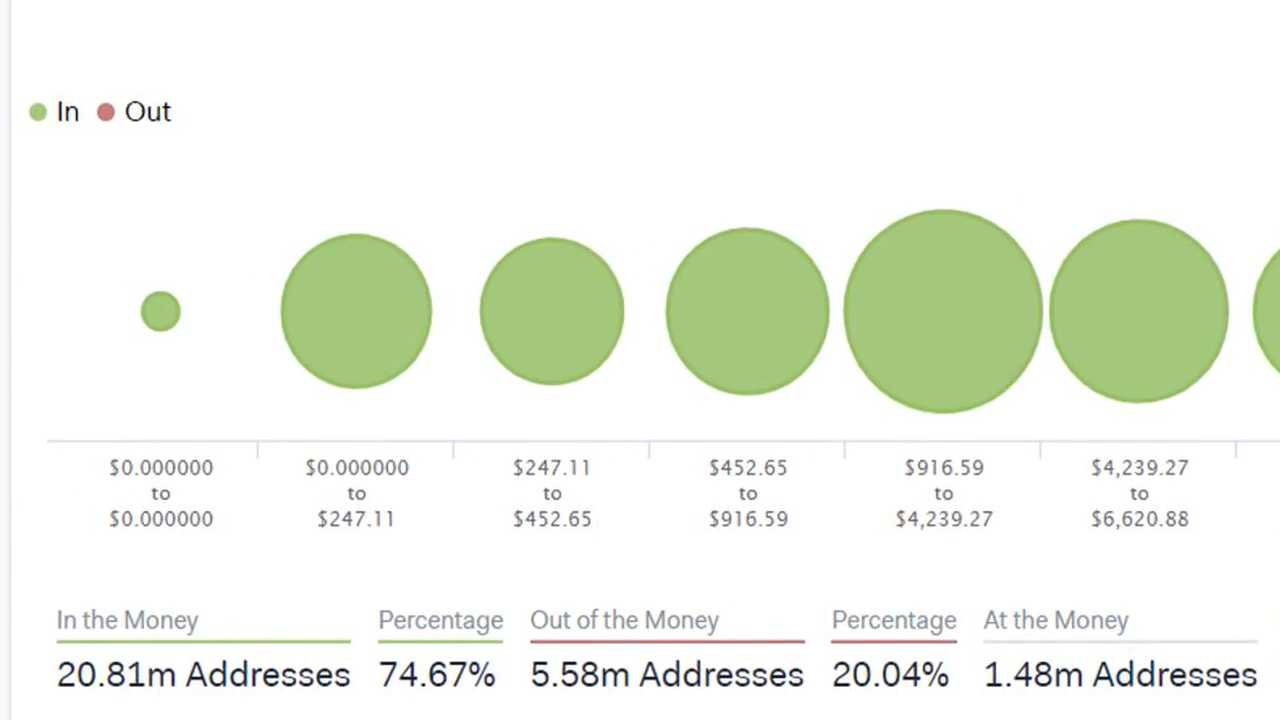 In Out
$0.000000 $0.000000 $247.11 $452.65 $916.59 $4,239.27
to to to to to to
$0.000000 $247.11 $452.65 $916.59 $4,239.27 $6,620.88
In the Money Percentage Out of the Money Percentage At the Money
20.81m Addresses 74.67% 5.58m Addresses 20.04% 1.48m Addresses